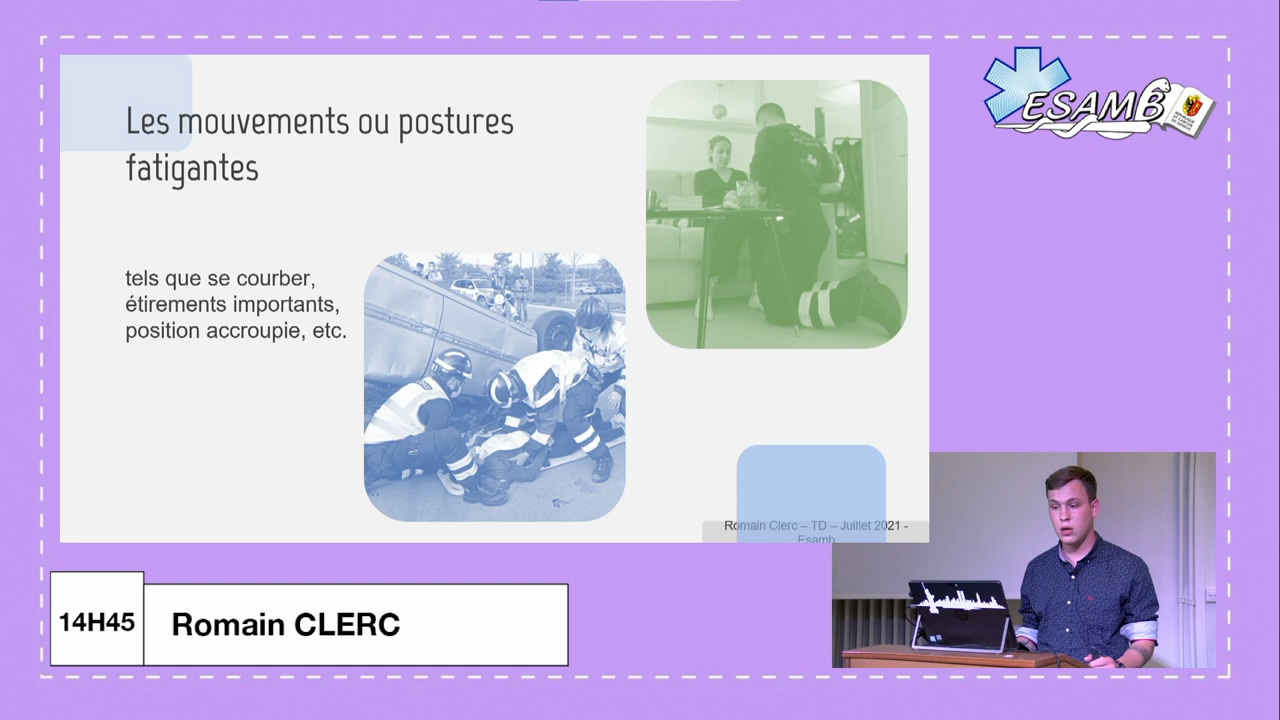 Les mouvements ou postures
fatigantes
tels que se courber,
étirements importants,
position accroupie, etc.
Romain Clerc – TD – Juillet 2021 -
Esamb
ESAMB
14H45
Romain CLERC